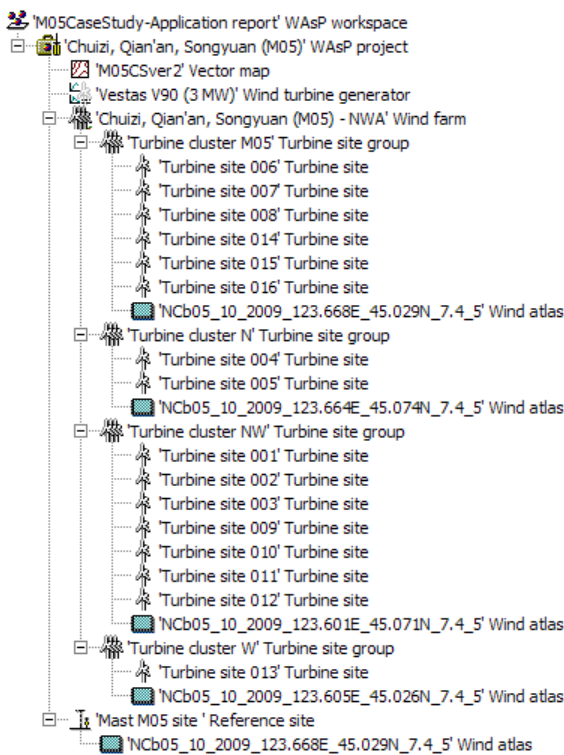 'M05CaseStudy-Application report' WAsP workspace
'Chuizi, Qian'an, Songyuan (M05)' WAsP project
'M05CSver2' Vector map
'Vestas V90 (3 MW)' Wind turbine generator
'Chuizi, Qian'an, Songyuan (M05) - NWA' Wind farm
'Turbine cluster M05' Turbine site group
'Turbine site 006' Turbine site
'Turbine site 007' Turbine site
'Turbine site 008' Turbine site
'Turbine site 014' Turbine site
'Turbine site 015' Turbine site
'Turbine site 016' Turbine site
'NCb05_10_2009_123.668E_45.029N_7.4_5' Wind atlas
'Turbine cluster N' Turbine site group
'Turbine site 004' Turbine site
'Turbine site 005' Turbine site
'NCb05_10_2009_123.664E_45.074N_7.4_5' Wind atlas
'Turbine cluster NW' Turbine site group
'Turbine site 001' Turbine site
'Turbine site 002' Turbine site
'Turbine site 003' Turbine site
'Turbine site 009' Turbine site
'Turbine site 010' Turbine site
'Turbine site 011' Turbine site
'Turbine site 012' Turbine site
'NCb05_10_2009_123.601E_45.071N_7.4_5' Wind atlas
'Turbine cluster W' Turbine site group
'Turbine site 013' Turbine site
'NCb05_10_2009_123.605E_45.026N_7.4_5' Wind atlas
'Mast M05 site ' Reference site
'NCb05_10_2009_123.668E_45.029N_7.4_5' Wind atlas